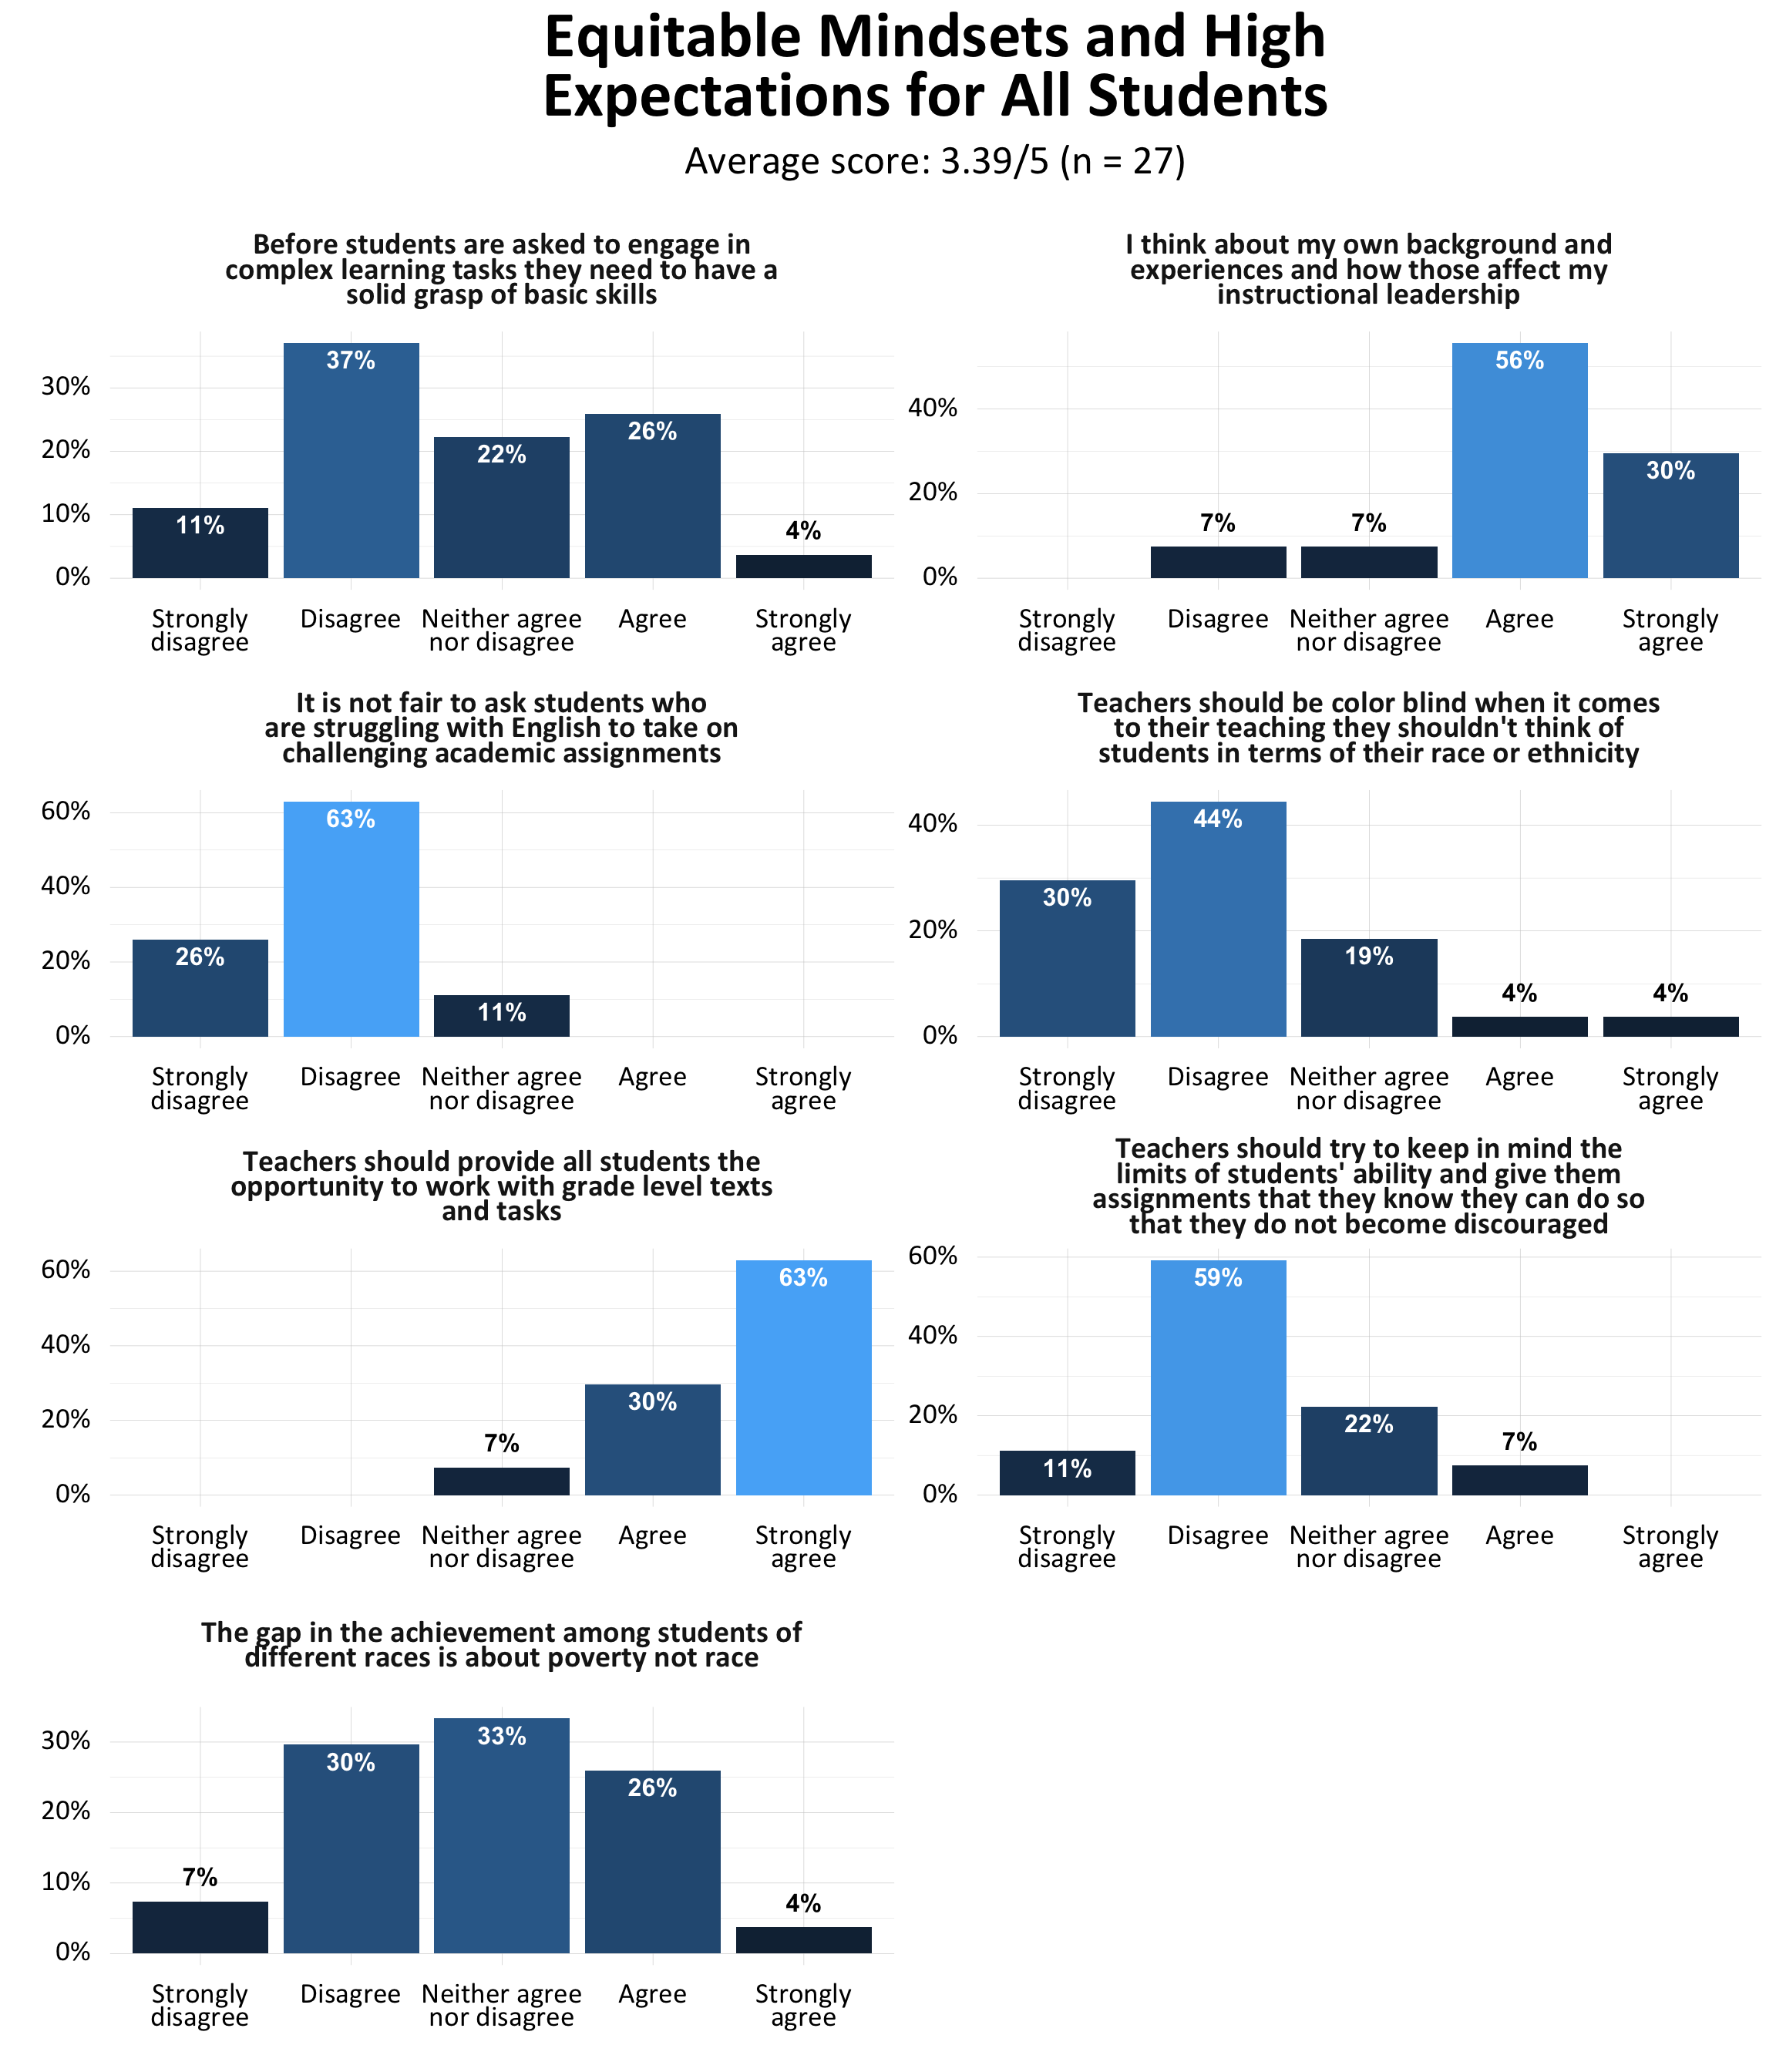 Equitable Mindsets and High
Expectations for All Students
Average score: 3.39/5 (n = 27)
Before students are asked to engage in
complex learning tasks they need to have a
solid grasp of basic skills
30%
20%
10%
0%
11%
37%
22%
26%
4%
Strongly
disagree
Disagree
Neither agree
nor disagree
Agree
Strongly
agree
I think about my own background and
experiences and how those affect my
instructional leadership
40%
20%
0%
7%
7%
56%
30%
Strongly
disagree
Disagree
Neither agree
nor disagree
Agree
Strongly
agree
It is not fair to ask students who
are struggling with English to take on
challenging academic assignments
60%
40%
20%
0%
26%
63%
11%
Strongly
disagree
Disagree
Neither agree
nor disagree
Agree
Strongly
agree
Teachers should be color blind when it comes
to their teaching they shouldn't think of
students in terms of their race or ethnicity
40%
20%
0%
30%
44%
19%
4%
4%
Strongly
disagree
Disagree
Neither agree
nor disagree
Agree
Strongly
agree
Teachers should provide all students the
opportunity to work with grade level texts
and tasks
60%
40%
20%
0%
7%
30%
63%
Strongly
disagree
Disagree
Neither agree
nor disagree
Agree
Strongly
agree
Teachers should try to keep in mind the
limits of students' ability and give them
assignments that they know they can do so
that they do not become discouraged
60%
40%
20%
0%
11%
59%
22%
7%
Strongly
disagree
Disagree
Neither agree
nor disagree
Agree
Strongly
agree
The gap in the achievement among students of
different races is about poverty not race
30%
20%
10%
0%
7%
30%
33%
26%
4%
Strongly
disagree
Disagree
Neither agree
nor disagree
Agree
Strongly
agree